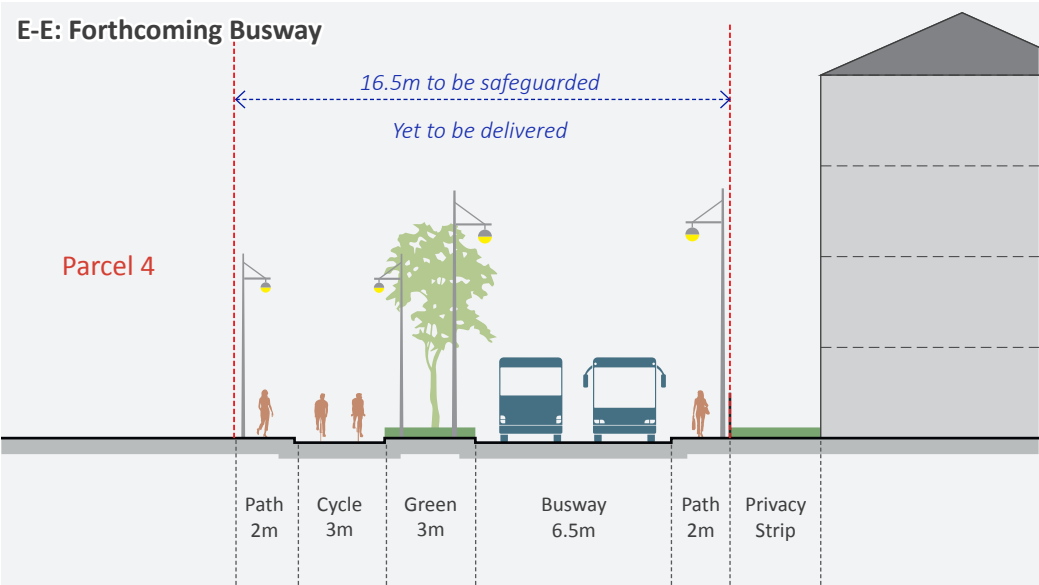 E-E: Forthcoming Busway
16.5m to be safeguarded
Yet to be delivered
Parcel 4
Path
2m
Cycle
3m
Green
3m
Busway
6.5m
Path
2m
Privacy
Strip